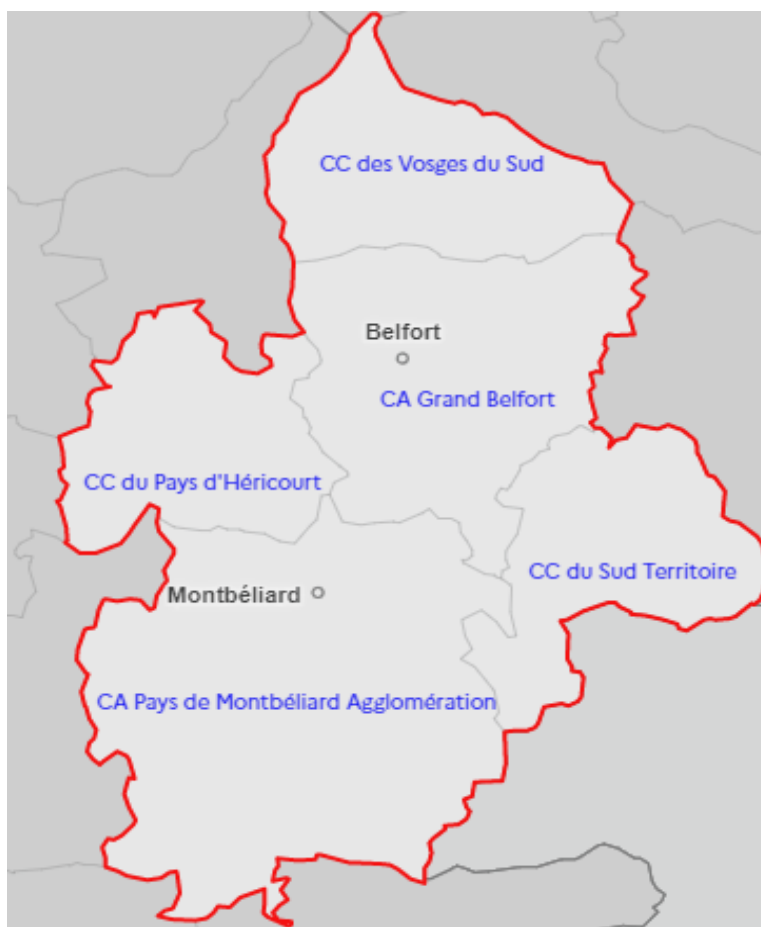 CC des Vosges du Sud
Belfort
CA Grand Belfort
CC du Pays d'Héricourt
CC du Sud Territoire
Montbéliard
CA Pays de Montbéliard Agglomération